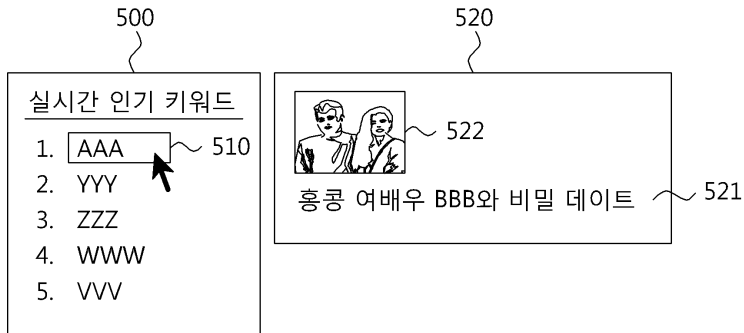 500
520
실시간 인기 키워드
1. AAA
510
2. YYY
3. ZZZ
4. WWW
5. VVV
522
홍콩 여배우 BBB와 비밀 데이트
521